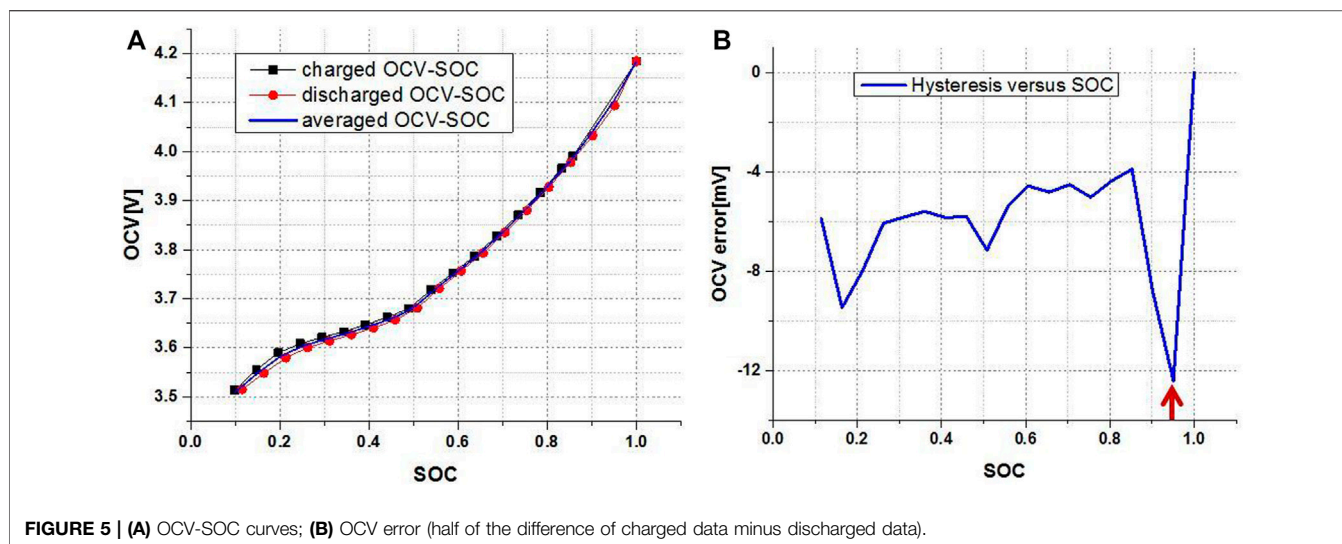 A
4.2
4.1
4.0
3.9
3.8
3.7
3.6
3.5
OCV[V]
charged OCV-SOC
discharged OCV-SOC
averaged OCV-SOC
0.0 0.2 0.4 0.6 0.8 1.0
SOC
B
0
-4
-8
-12
OCV error[mV]
Hysteresis versus SOC
0.0 0.2 0.4 0.6 0.8 1.0
SOC
FIGURE 5 | (A) OCV-SOC curves; (B) OCV error (half of the difference of charged data minus discharged data).